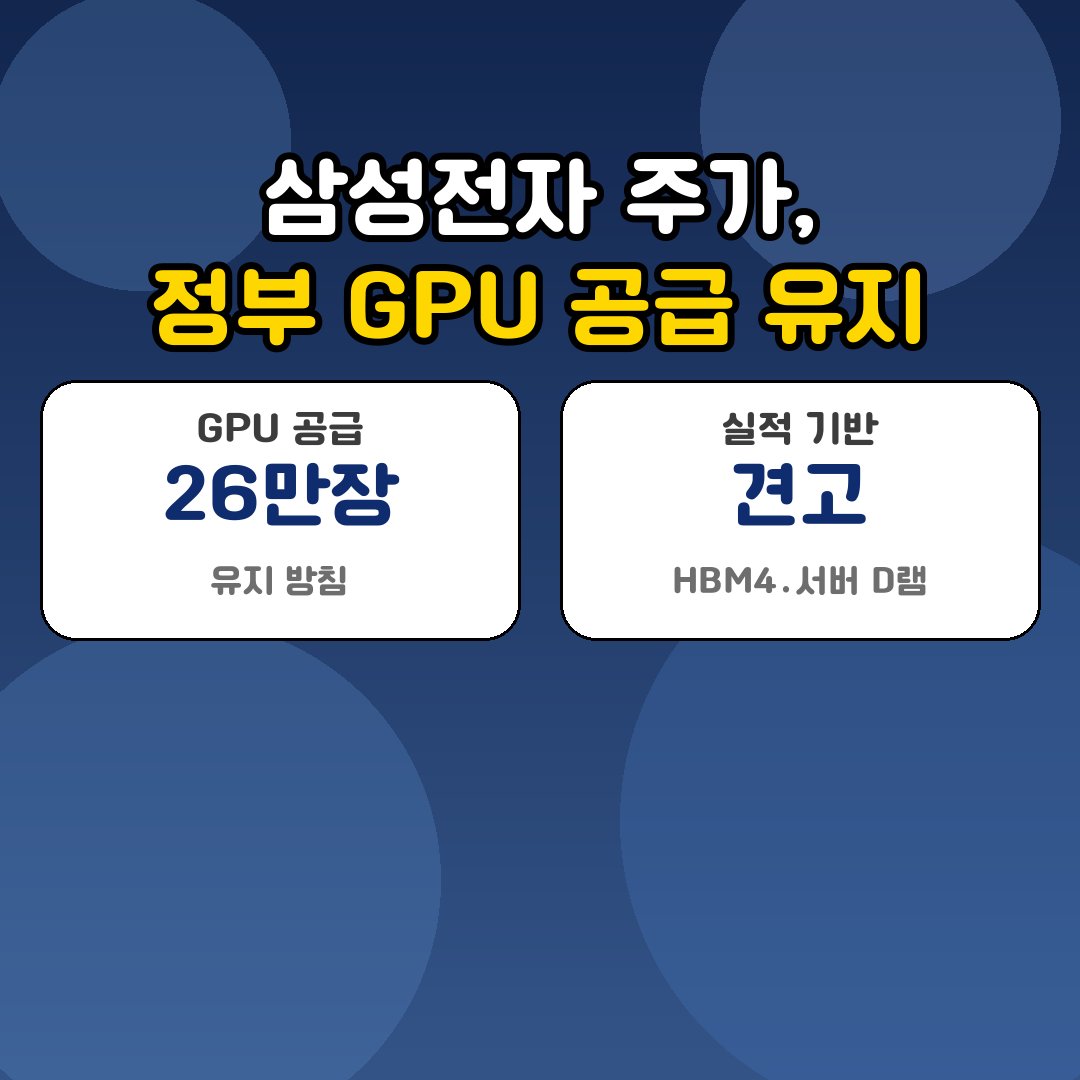 삼성전자 주가,
정부 GPU 공급 유지
GPU 공급
26만장
유지 방침
실적 기반
견고
HBM4.서버 D램